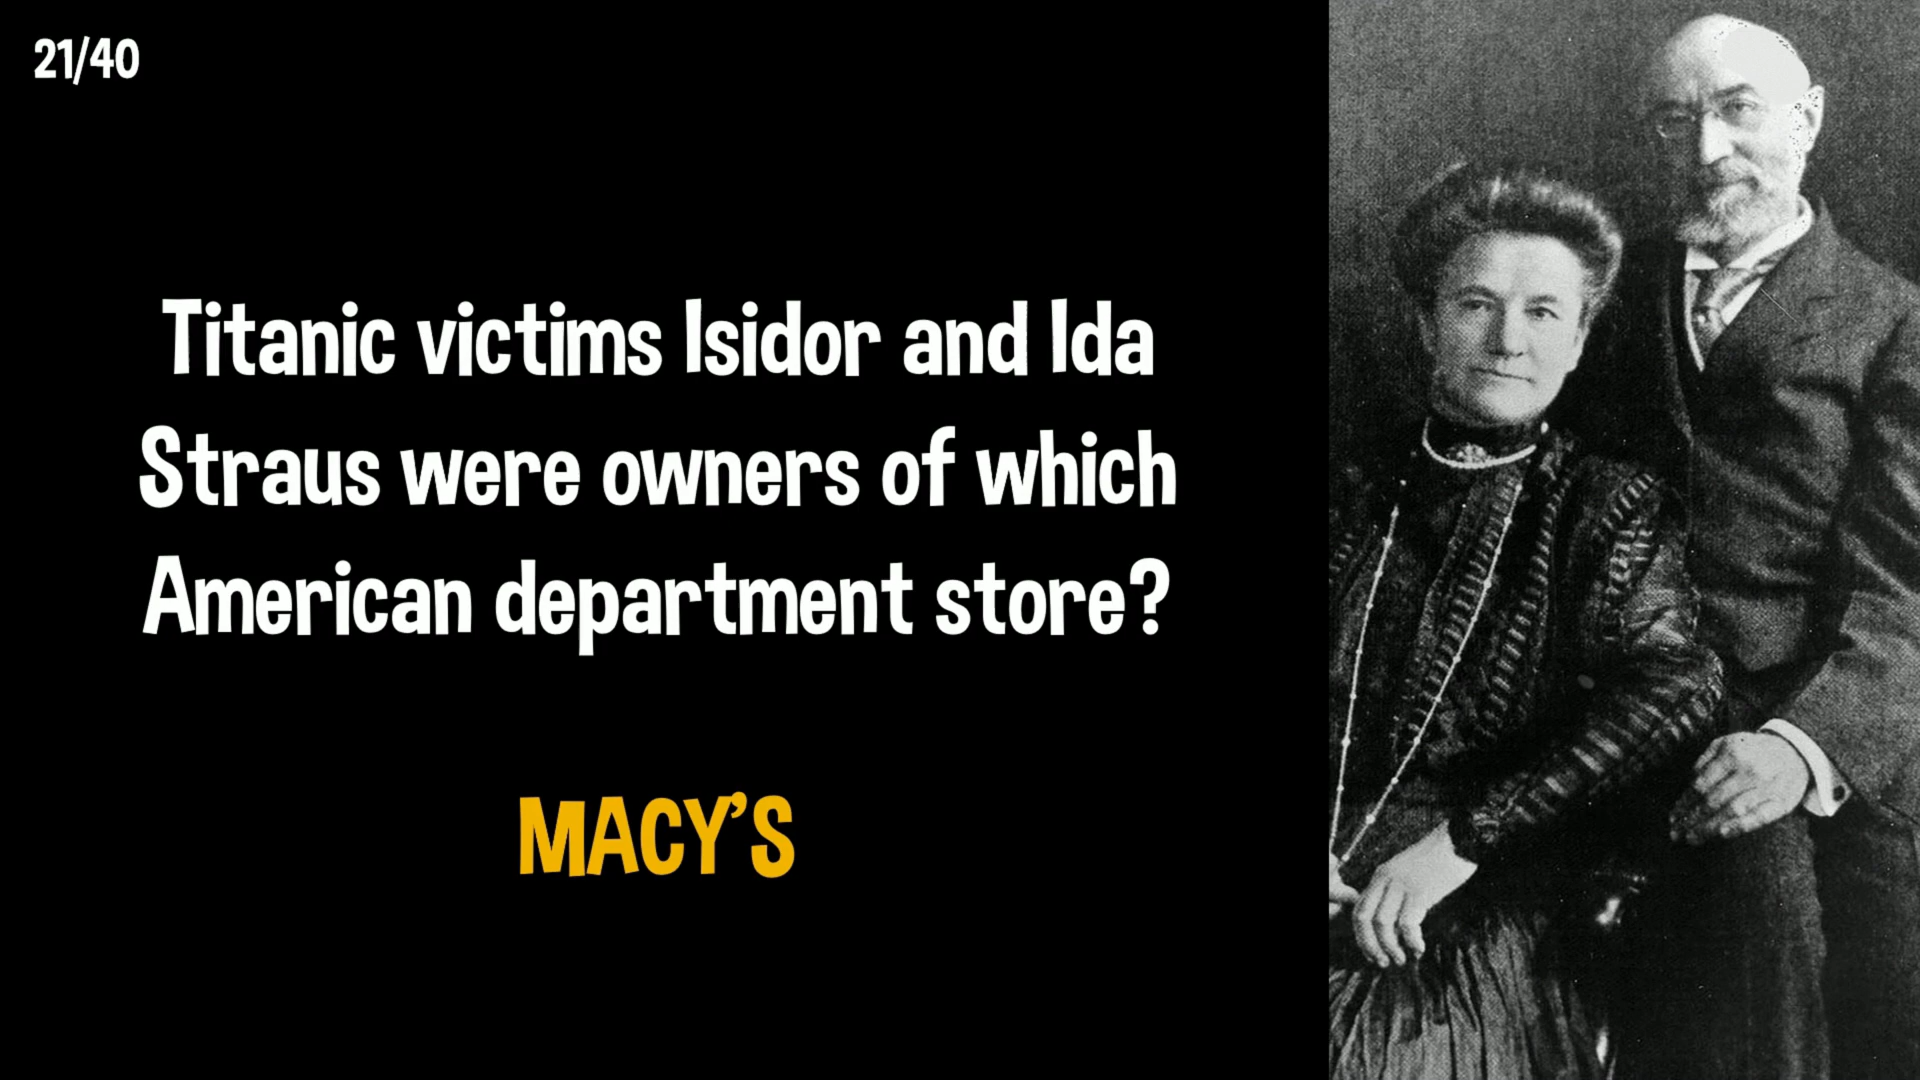 21/40
Titanic victims Isidor and Ida
Straus were owners of which
American department store?
MACY'S